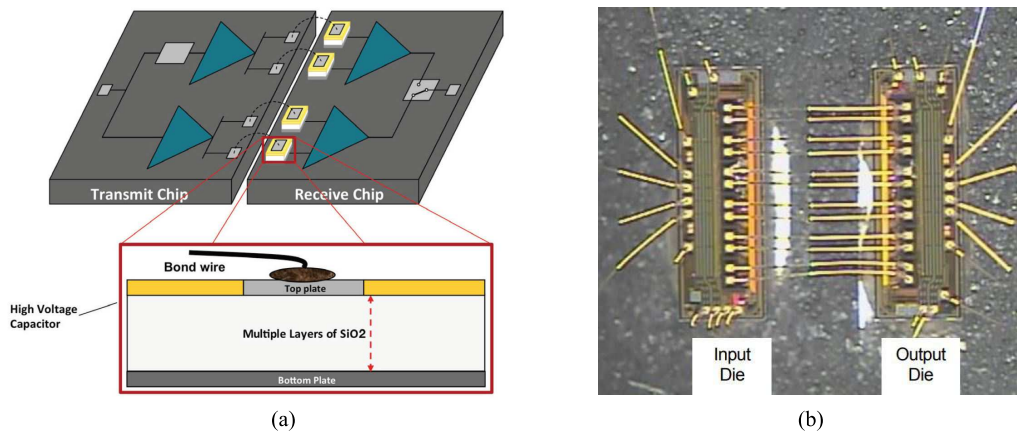 Transmit Chip
Receive Chip
Bond wire
Top plate
High Voltage
Capacitor
Multiple Layers of SiO2
Bottom Plate
(a)
Input
Die
Output
Die
(b)